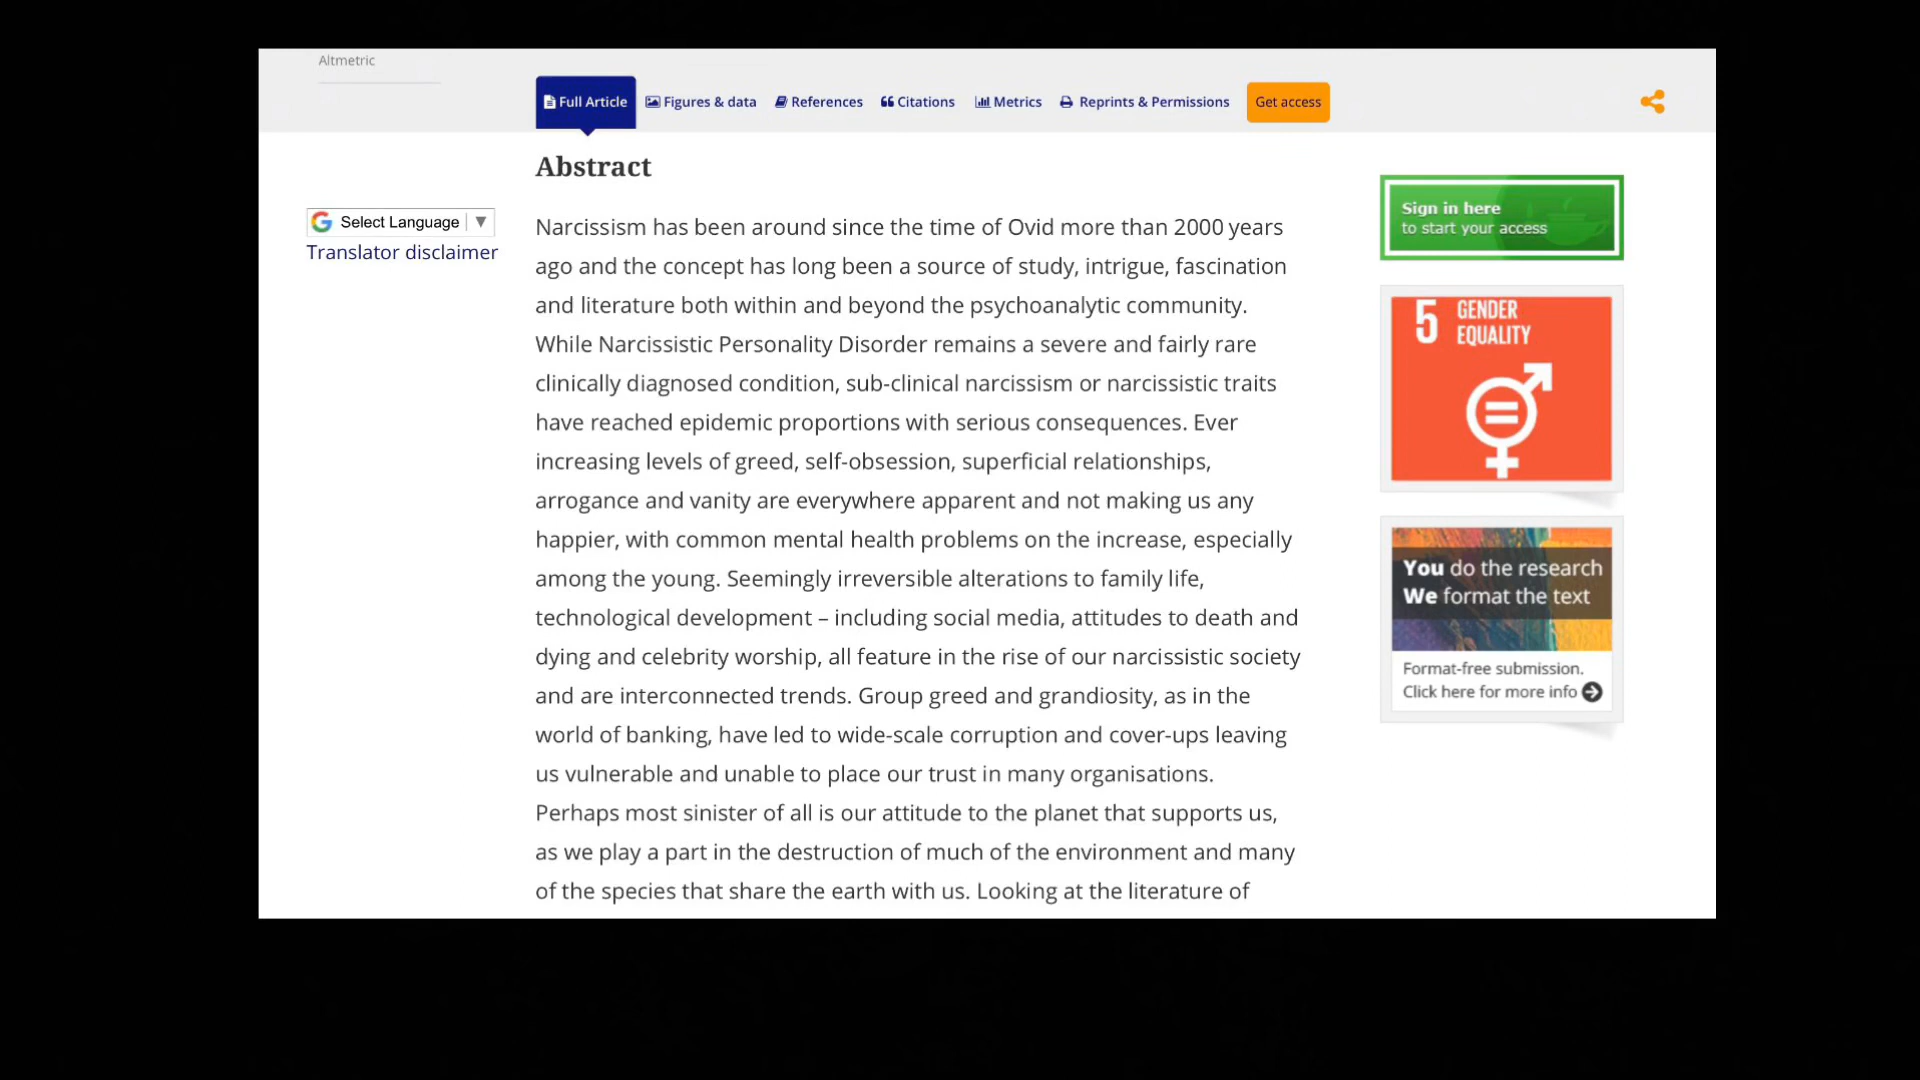 Altmetric
Full Article
Figures & data
References
Citations
Metrics
Reprints & Permissions
Get access
Select Language
Translator disclaimer
Abstract
Narcissism has been around since the time of Ovid more than 2000 years
ago and the concept has long been a source of study, intrigue, fascination
and literature both within and beyond the psychoanalytic community.
While Narcissistic Personality Disorder remains a severe and fairly rare
clinically diagnosed condition, sub-clinical narcissism or narcissistic traits
have reached epidemic proportions with serious consequences. Ever
increasing levels of greed, self-obsession, superficial relationships,
arrogance and vanity are everywhere apparent and not making us any
happier, with common mental health problems on the increase, especially
among the young. Seemingly irreversible alterations to family life,
technological development – including social media, attitudes to death and
dying and celebrity worship, all feature in the rise of our narcissistic society
and are interconnected trends. Group greed and grandiosity, as in the
world of banking, have led to wide-scale corruption and cover-ups leaving
us vulnerable and unable to place our trust in many organisations.
Perhaps most sinister of all is our attitude to the planet that supports us,
as we play a part in the destruction of much of the environment and many
of the species that share the earth with us. Looking at the literature of
Sign in here
to start your access
5 GENDER
EQUALITY
You do the research
We format the text
Format-free submission.
Click here for more info